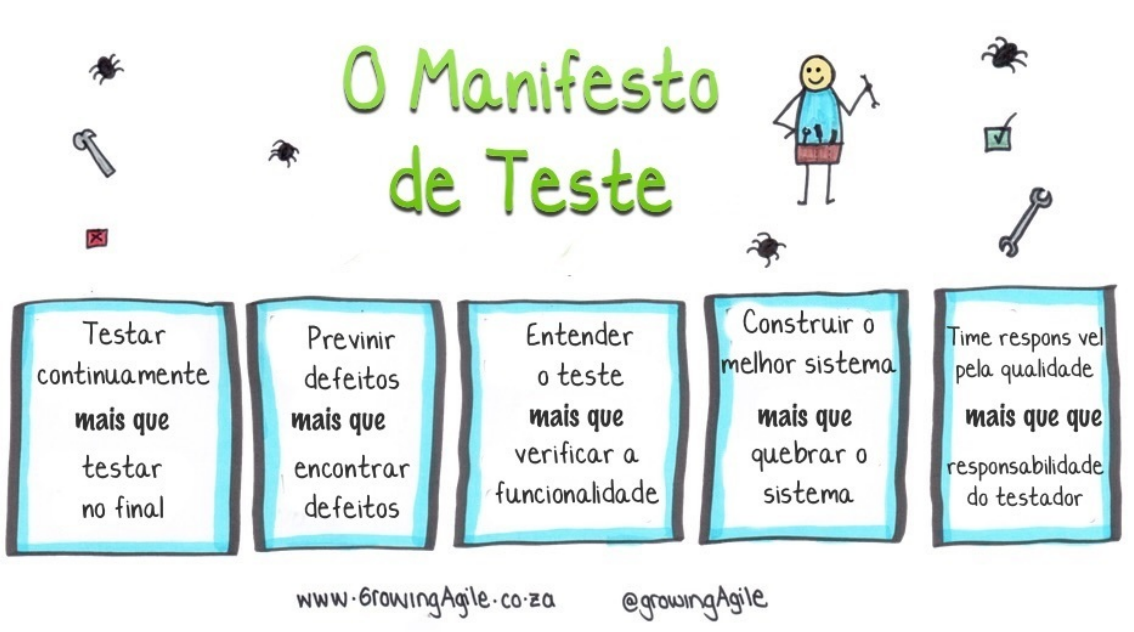 O Manifesto
de Teste
Testar
continuamente
mais que
testar
no final
Previnir
defeitos
mais que
encontrar
defeitos
Entender
o teste
mais que
verificar a
funcionalidade
Construir o
melhor sistema
mais que
quebrar o
sistema
Time respons vel
pela qualidade
mais que que
responsabilidade
do testador
www.GrowingAgile.co.za
@growingAgile